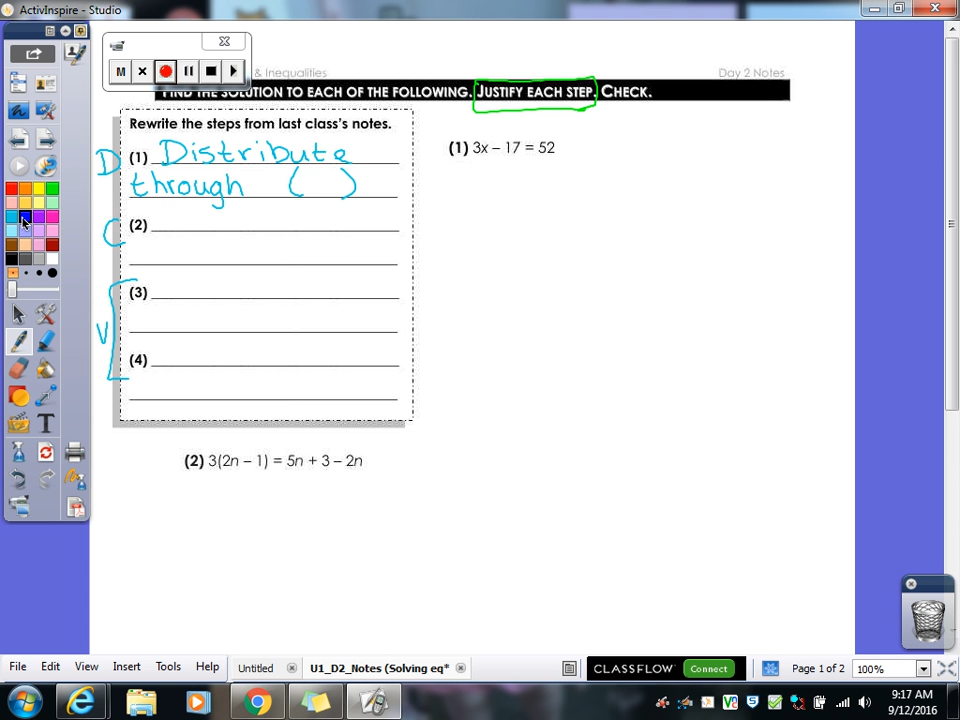 ActivInspire - Studio
& Inequalities
Day 2 Notes
FIND THE SOLUTION TO EACH OF THE FOLLOWING. JUSTIFY EACH STEP. CHECK.
Rewrite the steps from last class's notes.
D (1) Distribute
through ( )
C (2)
(3)
V
(4)
(1) 3x – 17 = 52
(2) 3(2n – 1) = 5n + 3 – 2n
M
T
File Edit View Insert Tools Help
Untitled
U1_D2_Notes (Solving eq*
CLASSFLOW Connect
Page 1 of 2
100%
9:17 AM
9/12/2016